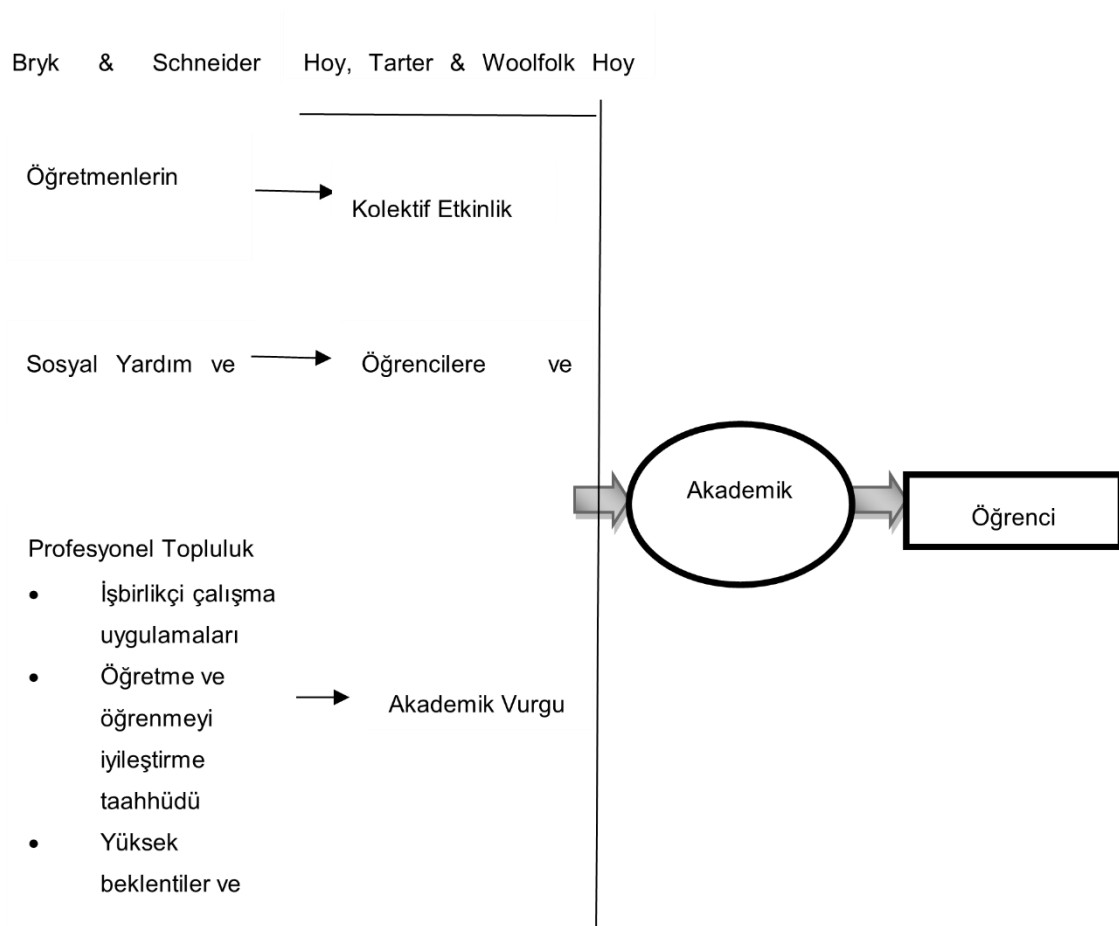 Bryk & Schneider Hoy, Tarter & Woolfolk Hoy
Öğretmenlerin
Kolektif Etkinlik
Sosyal Yardım ve Öğrencilere ve
Akademik
Öğrenci
Profesyonel Topluluk
• İşbirlikçi çalışma
uygulamaları
• Öğretme ve
öğrenmeyi
iyileştirme
taahhüdü
Akademik Vurgu
• Yüksek
beklentiler ve